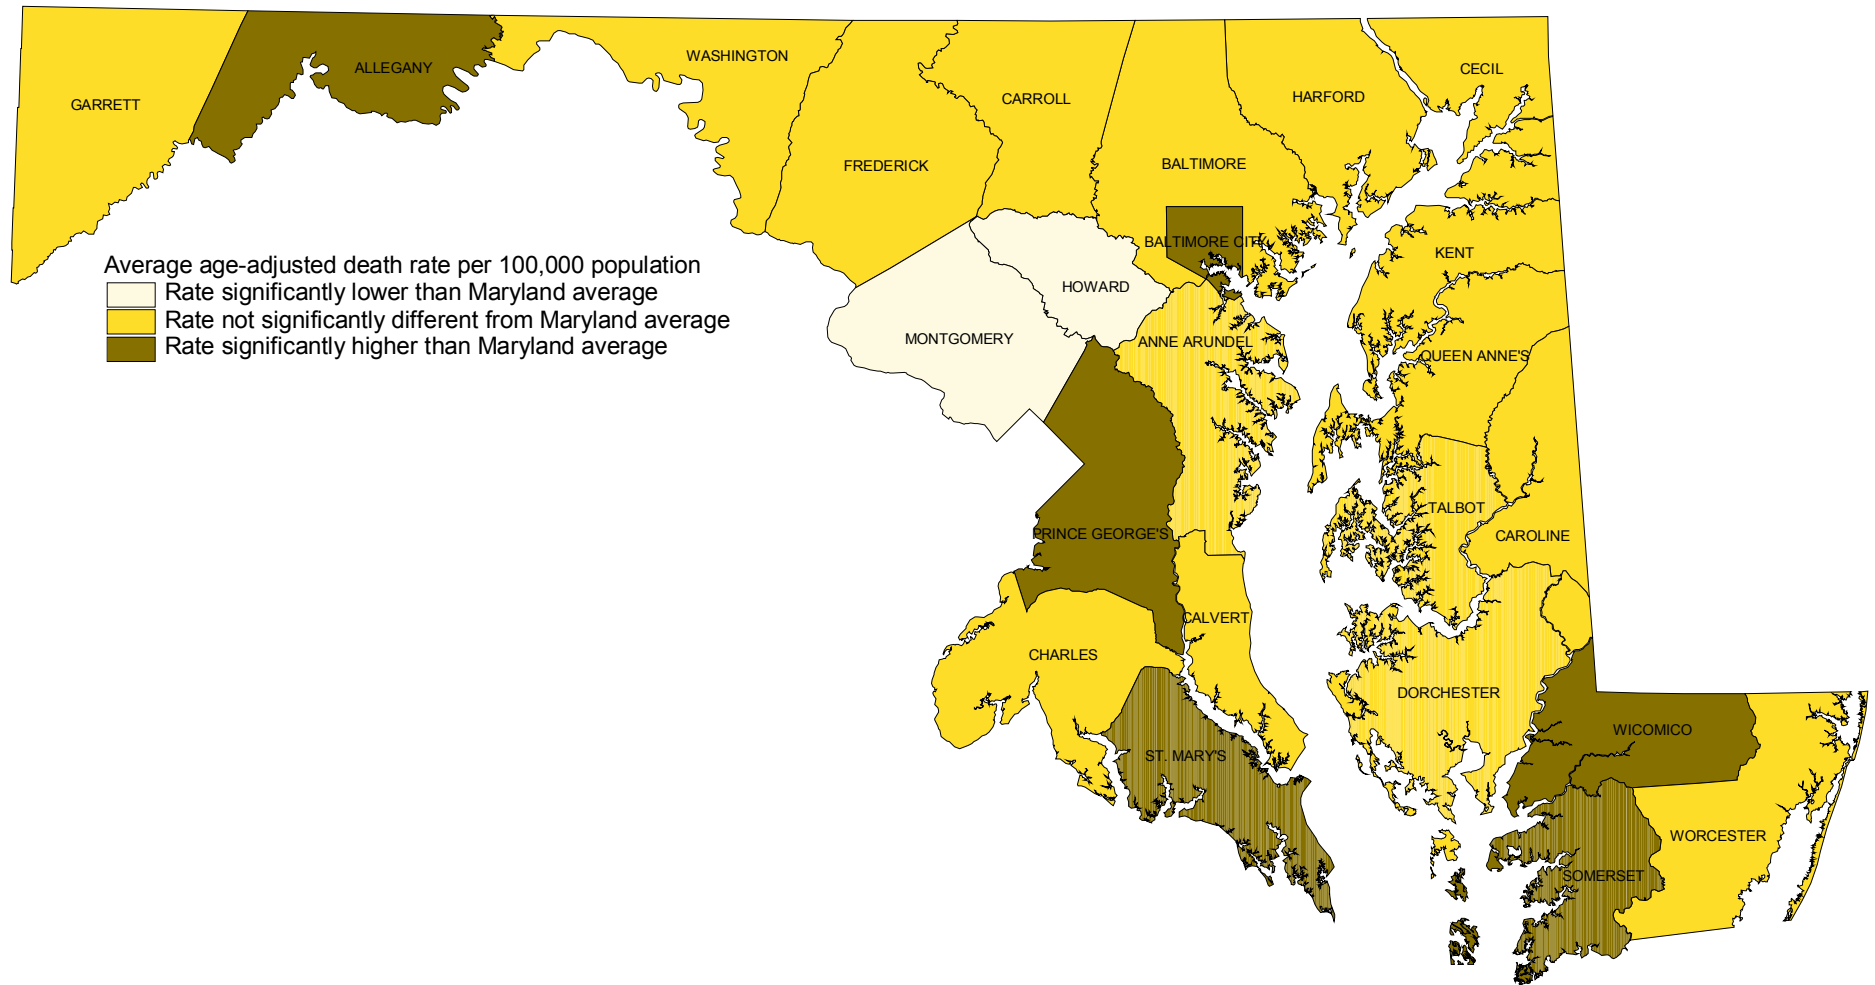 WASHINGTON
ALLEGANY
CECIL
GARRETT
CARROLL
HARFORD
FREDERICK
BALTIMORE
BALTIMORE CITY
KENT
Average age-adjusted death rate per 100,000 population
Rate significantly lower than Maryland average
Rate not significantly different from Maryland average
Rate significantly higher than Maryland average
HOWARD
MONTGOMERY
ANNE ARUNDEL
QUEEN ANNE'S
TALBOT
PRINCE GEORGE'S
CAROLINE
CALVERT
CHARLES
DORCHESTER
WICOMICO
ST. MARY'S
WORCESTER
SOMERSET